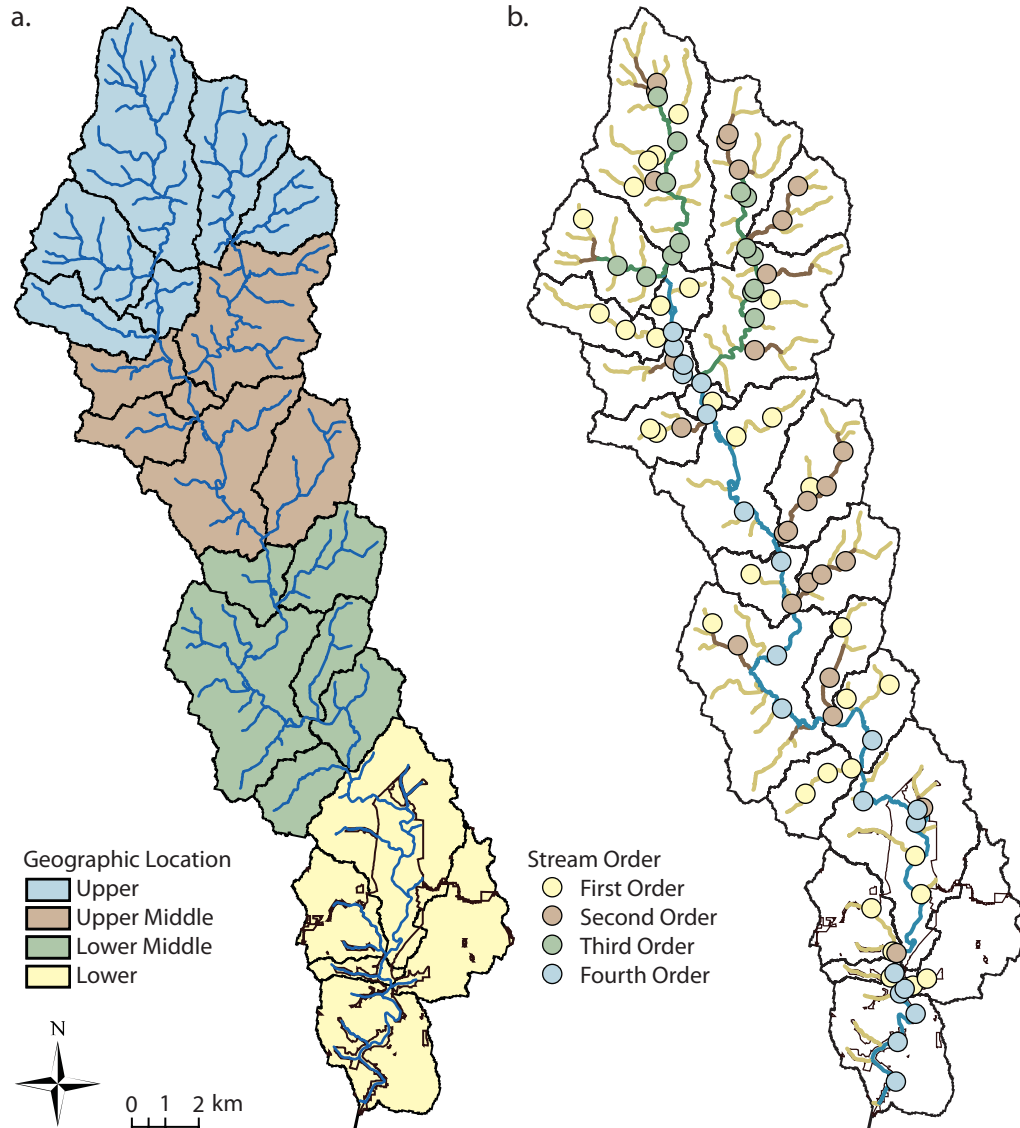 a.
b.
Geographic Location
Upper
Upper Middle
Lower Middle
Lower
Stream Order
First Order
Second Order
Third Order
Fourth Order
N
0 1 2 km